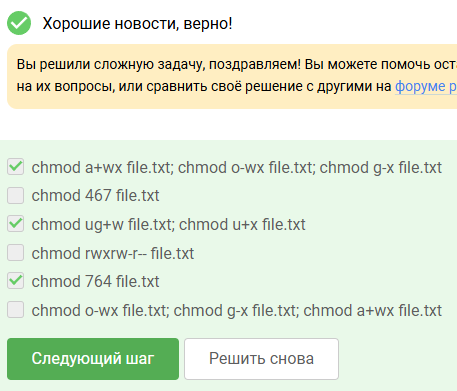 Хорошие новости, верно!
Вы решили сложную задачу, поздравляем! Вы можете помочь
на их вопросы, или сравнить своё решение с другими на форуме
chmod a+wx file.txt; chmod o-wx file.txt; chmod g-x file.txt
chmod 467 file.txt
chmod ug+w file.txt; chmod u+x file.txt
chmod rwxrw-r-- file.txt
chmod 764 file.txt
chmod o-wx file.txt; chmod g-x file.txt; chmod a+wx file.txt
Следующий шаг
Решить снова